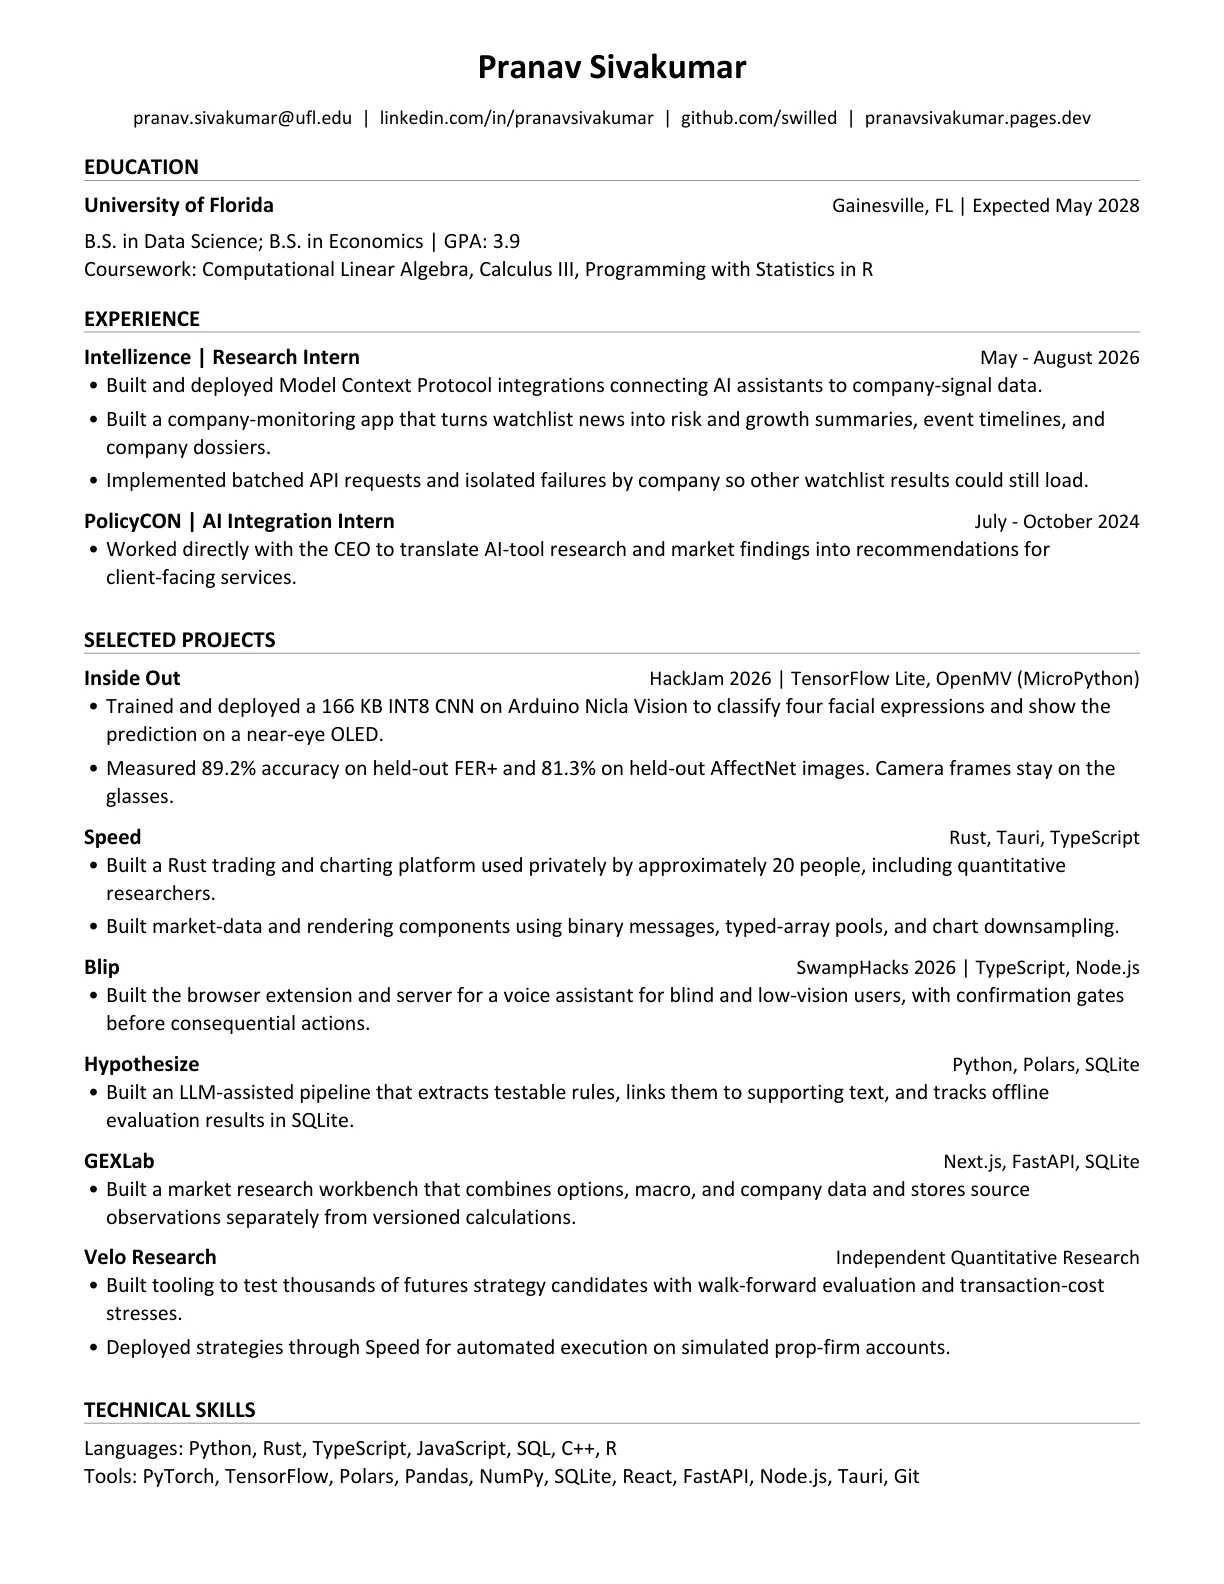 Pranav Sivakumar
pranav.sivakumar@ufl.edu | linkedin.com/in/pranavsivakumar | github.com/swilled | pranavsivakumar.pages.dev
EDUCATION
University of Florida Gainesville, FL | Expected May 2028
B.S. in Data Science; B.S. in Economics | GPA: 3.9
Coursework: Computational Linear Algebra, Calculus III, Programming with Statistics in R
EXPERIENCE
Intellizence | Research Intern May - August 2026
• Built and deployed Model Context Protocol integrations connecting AI assistants to company-signal data.
• Built a company-monitoring app that turns watchlist news into risk and growth summaries, event timelines, and
company dossiers.
• Implemented batched API requests and isolated failures by company so other watchlist results could still load.
PolicyCON | AI Integration Intern July - October 2024
• Worked directly with the CEO to translate AI-tool research and market findings into recommendations for
client-facing services.
SELECTED PROJECTS
Inside Out HackJam 2026 | TensorFlow Lite, OpenMV (MicroPython)
• Trained and deployed a 166 KB INT8 CNN on Arduino Nicla Vision to classify four facial expressions and show the
prediction on a near-eye OLED.
• Measured 89.2% accuracy on held-out FER+ and 81.3% on held-out AffectNet images. Camera frames stay on the
glasses.
Speed Rust, Tauri, TypeScript
• Built a Rust trading and charting platform used privately by approximately 20 people, including quantitative
researchers.
• Built market-data and rendering components using binary messages, typed-array pools, and chart downsampling.
Blip SwampHacks 2026 | TypeScript, Node.js
• Built the browser extension and server for a voice assistant for blind and low-vision users, with confirmation gates
before consequential actions.
Hypothesize Python, Polars, SQLite
• Built an LLM-assisted pipeline that extracts testable rules, links them to supporting text, and tracks offline
evaluation results in SQLite.
GEXLab Next.js, FastAPI, SQLite
• Built a market research workbench that combines options, macro, and company data and stores source
observations separately from versioned calculations.
Velo Research Independent Quantitative Research
• Built tooling to test thousands of futures strategy candidates with walk-forward evaluation and transaction-cost
stresses.
• Deployed strategies through Speed for automated execution on simulated prop-firm accounts.
TECHNICAL SKILLS
Languages: Python, Rust, TypeScript, JavaScript, SQL, C++, R
Tools: PyTorch, TensorFlow, Polars, Pandas, NumPy, SQLite, React, FastAPI, Node.js, Tauri, Git